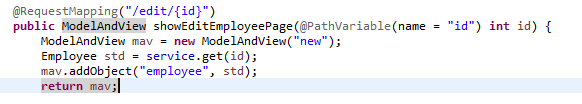 @RequestMapping("/edit/{id}")
public ModelAndView showEditEmployeePage(@PathVariable(name = "id") int id) {
ModelAndView mav = new ModelAndView("new");
Employee std = service.get(id);
mav.addObject("employee", std);
return mav;